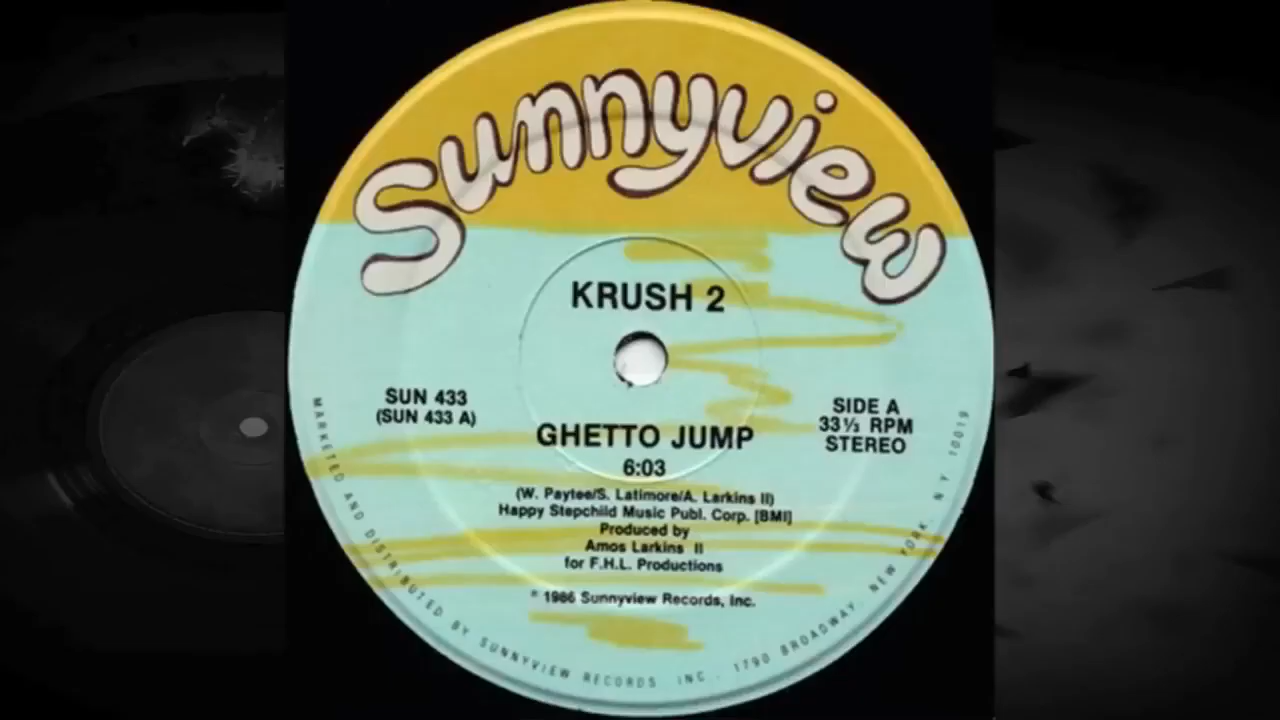 Sunnyview
KRUSH 2
SUN 433
(SUN 433 A)
SIDE A
33⅓ RPM
STEREO
GHETTO JUMP
6:03
(W. Paytee/S. Latimore/A. Larkins II)
Happy Stepchild Music Publ. Corp. [BMI]
Produced by
Amos Larkins II
for F.H.L. Productions
℗ 1986 Sunnyview Records, Inc.
MARKETED AND DISTRIBUTED BY SUNNYVIEW RECORDS, INC., 1790 BROADWAY, NEW YORK, N.Y. 10019